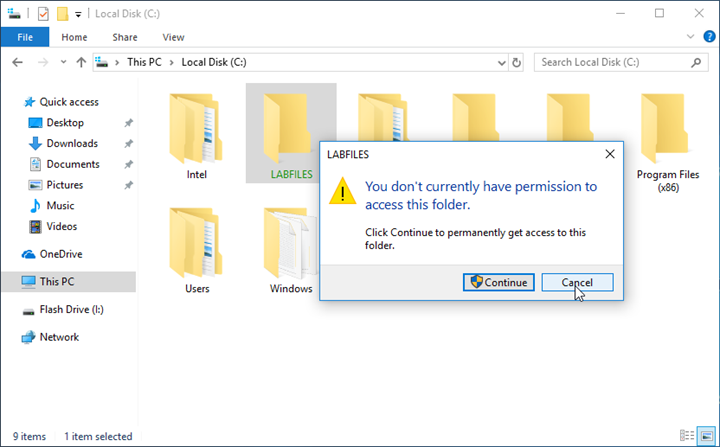 Local Disk (C:)
File Home Share View
This PC Local Disk (C:) Search Local Disk (C:)
Quick access
Desktop
Downloads
Documents
Pictures
Music
Videos
OneDrive
This PC
Flash Drive (I:)
Network
Intel
LABFILES
Program Files
(x86)
Users
Windows
LABFILES
You don't currently have permission to
access this folder.
Click Continue to permanently get access to this
folder.
Continue Cancel
9 items 1 item selected